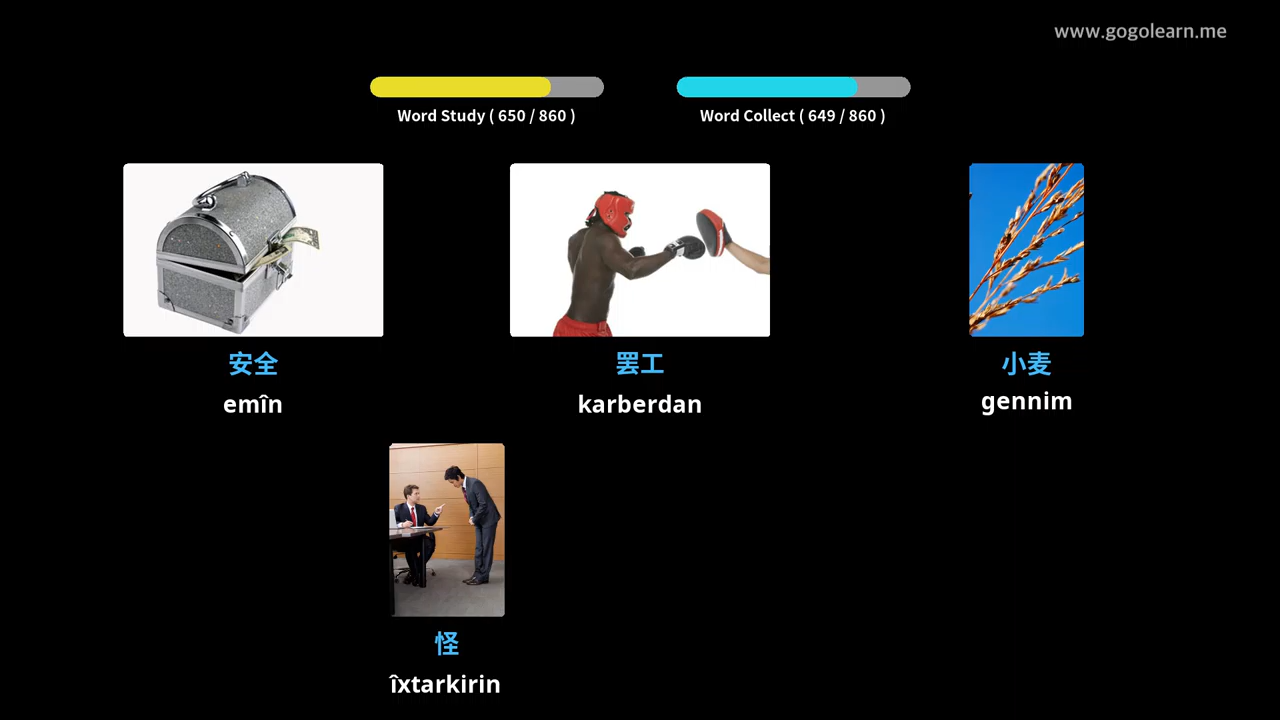 www.gogolearn.me
Word Study ( 650 / 860 )
Word Collect ( 649 / 860 )
安全
emîn
罢工
karberdan
小麦
gennim
怪
îxtarkirin